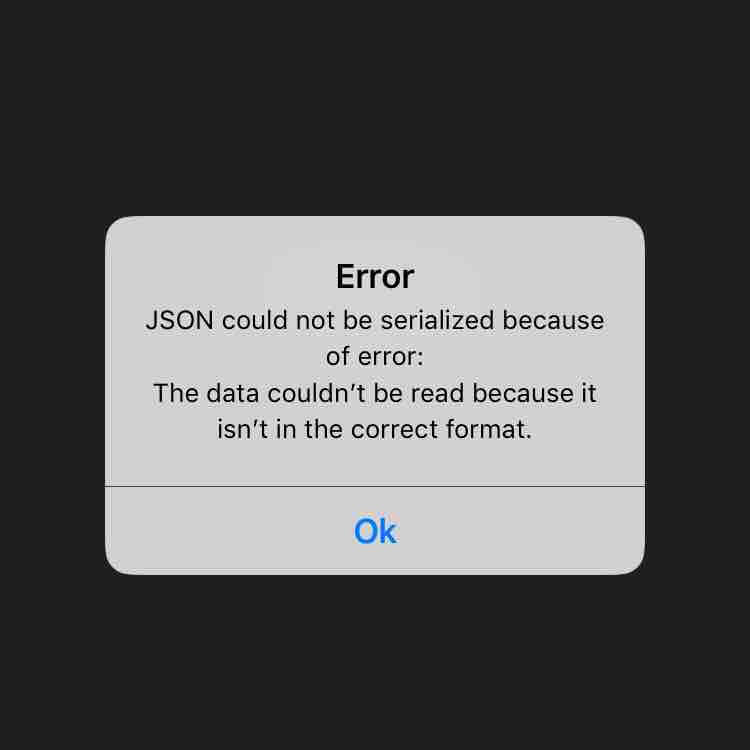 Error
JSON could not be serialized because
of error:
The data couldn’t be read because it
isn’t in the correct format.
Ok